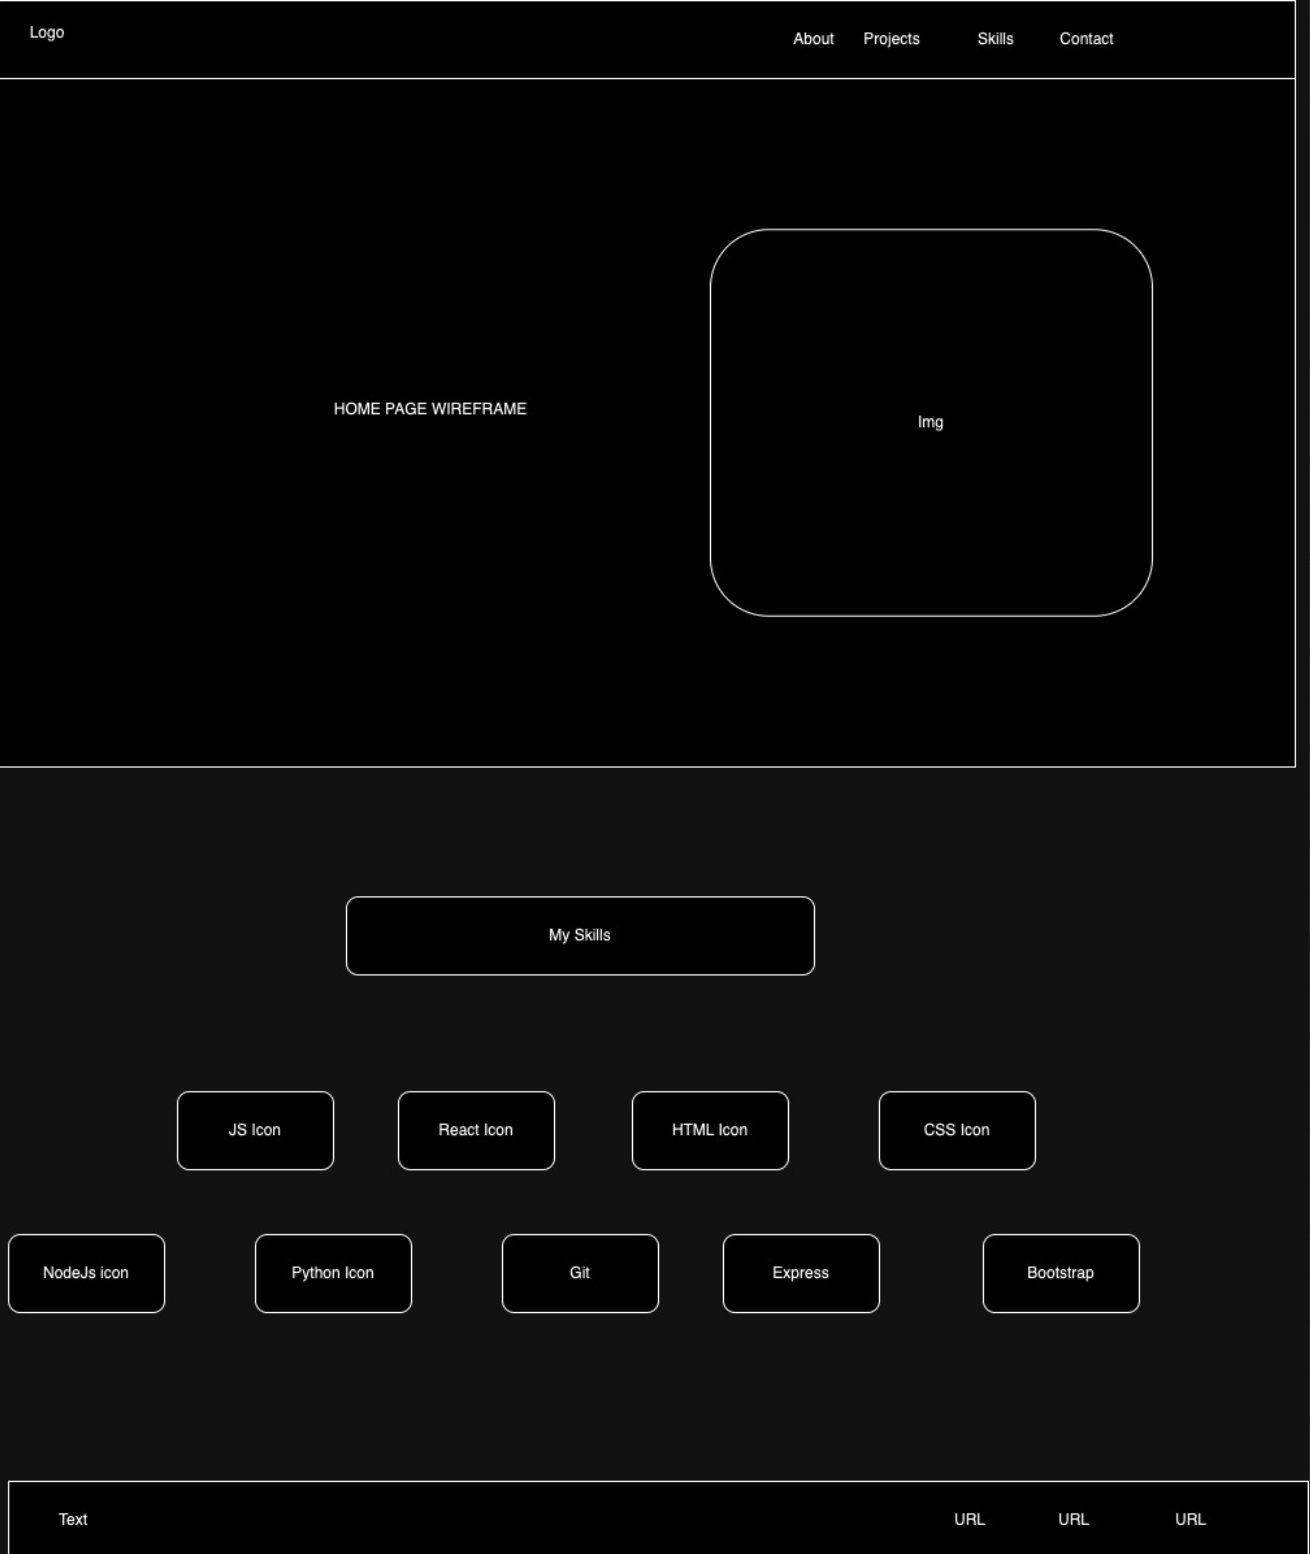 Logo
About Projects Skills Contact
HOME PAGE WIREFRAME
Img
My Skills
JS Icon React Icon HTML Icon CSS Icon
NodeJs icon Python Icon Git Express Bootstrap
Text URL URL URL